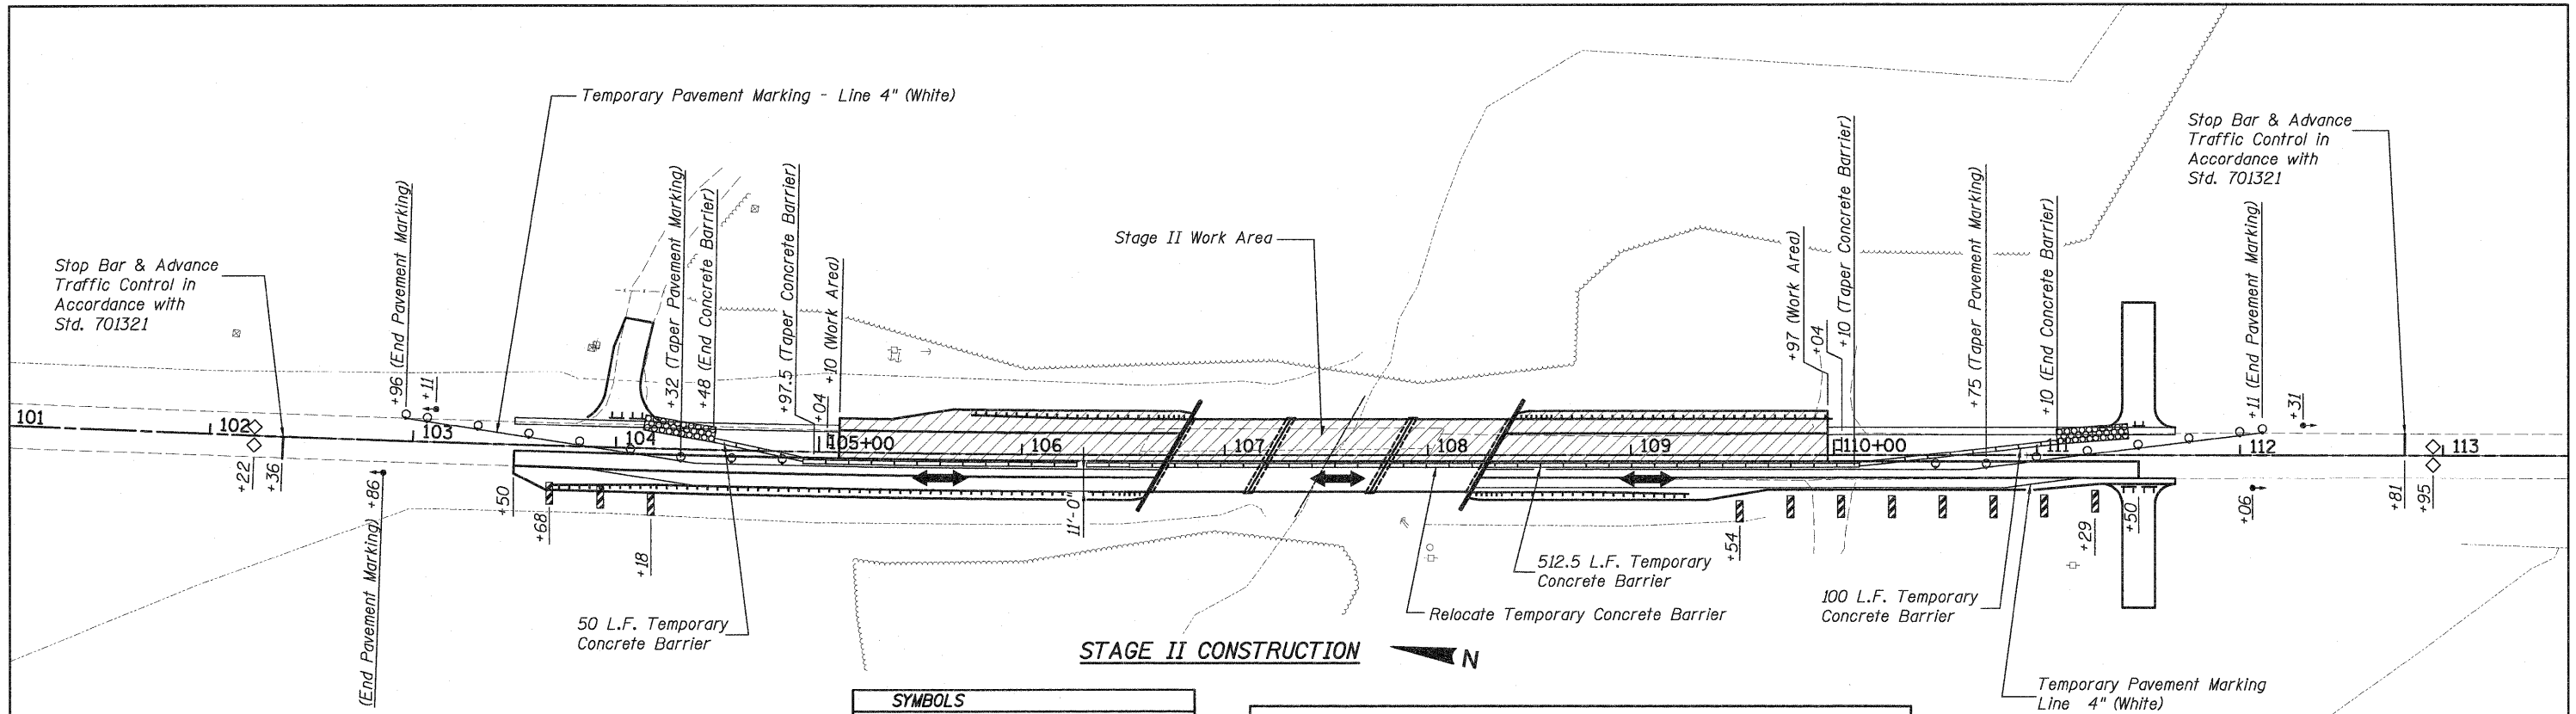 Temporary Pavement Marking - Line 4" (White)
Stop Bar & Advance
Traffic Control in
Accordance with
Std. 701321
+96 (End Pavement Marking)
+11
+32 (Taper Pavement Marking)
+48 (End Concrete Barrier)
+97.5 (Taper Concrete Barrier)
+04
+10 (Work Area)
Stage II Work Area
+97 (Work Area)
+04
+10 (Taper Concrete Barrier)
+75 (Taper Pavement Marking)
+10 (End Concrete Barrier)
+11 (End Pavement Marking)
+31
Stop Bar & Advance
Traffic Control in
Accordance with
Std. 701321
101
102
103
104
105+00
106
107
108
109
110+00
111
112
113
+22
+36
(End Pavement Marking) +86
+50
+68
+18
11'-0"
+54
+29
+50
+06
+81
+95
50 L.F. Temporary
Concrete Barrier
512.5 L.F. Temporary
Concrete Barrier
Relocate Temporary Concrete Barrier
100 L.F. Temporary
Concrete Barrier
Temporary Pavement Marking
Line 4" (White)
STAGE II CONSTRUCTION
N
SYMBOLS